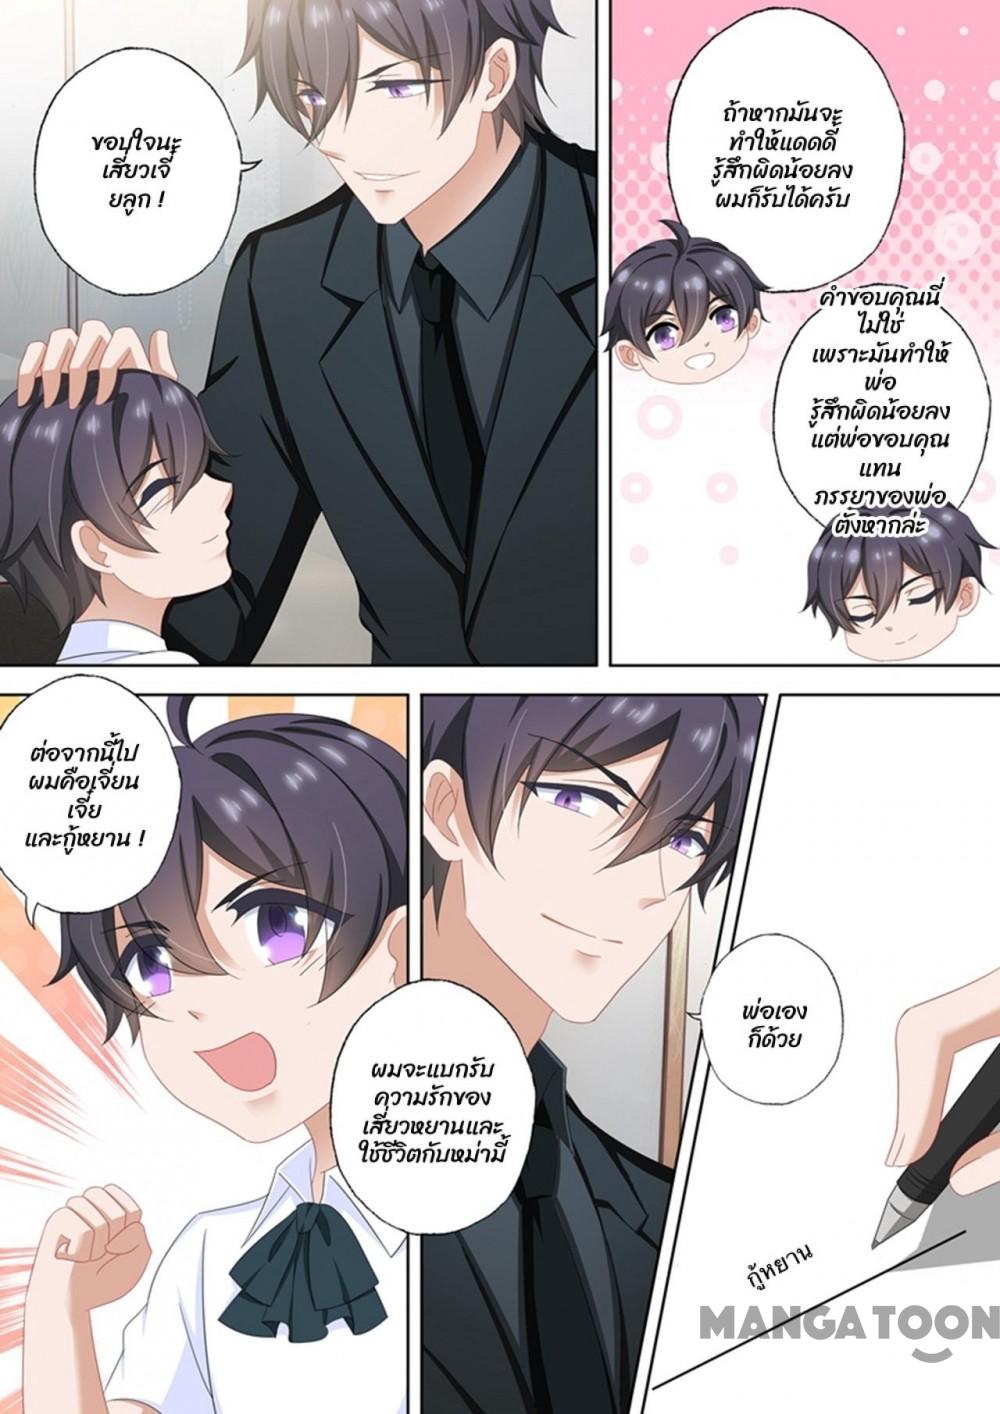 ขอบใจนะ
เสี่ยวเจี๋
ยลูก !
ถ้าหากมันจะ
ทำให้แดดดี้
รู้สึกผิดน้อยลง
ผมก็รับได้ครับ
คำขอบคุณนี่
ไม่ใช่
เพราะมันทำให้
พ่อ
รู้สึกผิดน้อยลง
แต่พ่อขอบคุณ
แทน
ภรรยาของพ่อ
ตังหากล่ะ
ต่อจากนี้ไป
ผมคือเจี่ยน
เจี๋ย
และกู้หยาน !
ผมจะแบกรับ
ความรักของ
เสี่ยวหยานและ
ใช้ชีวิตกับหม่ามี้
พ่อเอง
ก็ด้วย
กู้หยาน
MANGATOON